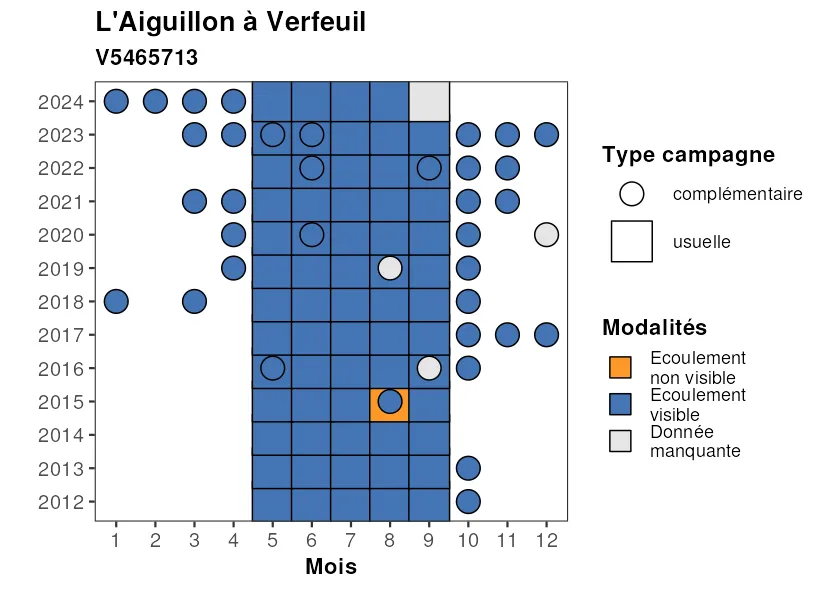 L'Aiguillon à Verfeuil
V5465713
2024
2023
2022
2021
2020
2019
2018
2017
2016
2015
2014
2013
2012
1 2 3 4 5 6 7 8 9 10 11 12
Mois
Type campagne
complémentaire
usuelle
Modalités
Ecoulement
non visible
Ecoulement
visible
Donnée
manquante